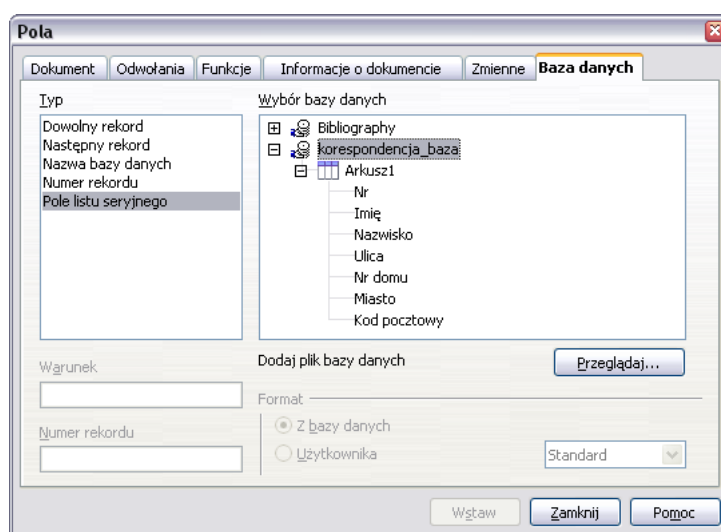 Pola
Dokument Odwołania Funkcje Informacje o dokumencie Zmienne Baza danych
Typ
Dowolny rekord
Następny rekord
Nazwa bazy danych
Numer rekordu
Pole listu seryjnego
Wybór bazy danych
Bibliography
korespondencja_baza
Arkusz1
Nr
Imię
Nazwisko
Ulica
Nr domu
Miasto
Kod pocztowy
Dodaj plik bazy danych
Przeglądaj...
Warunek
Numer rekordu
Format
Z bazy danych
Użytkownika
Standard
Wstaw Zamknij Pomoc